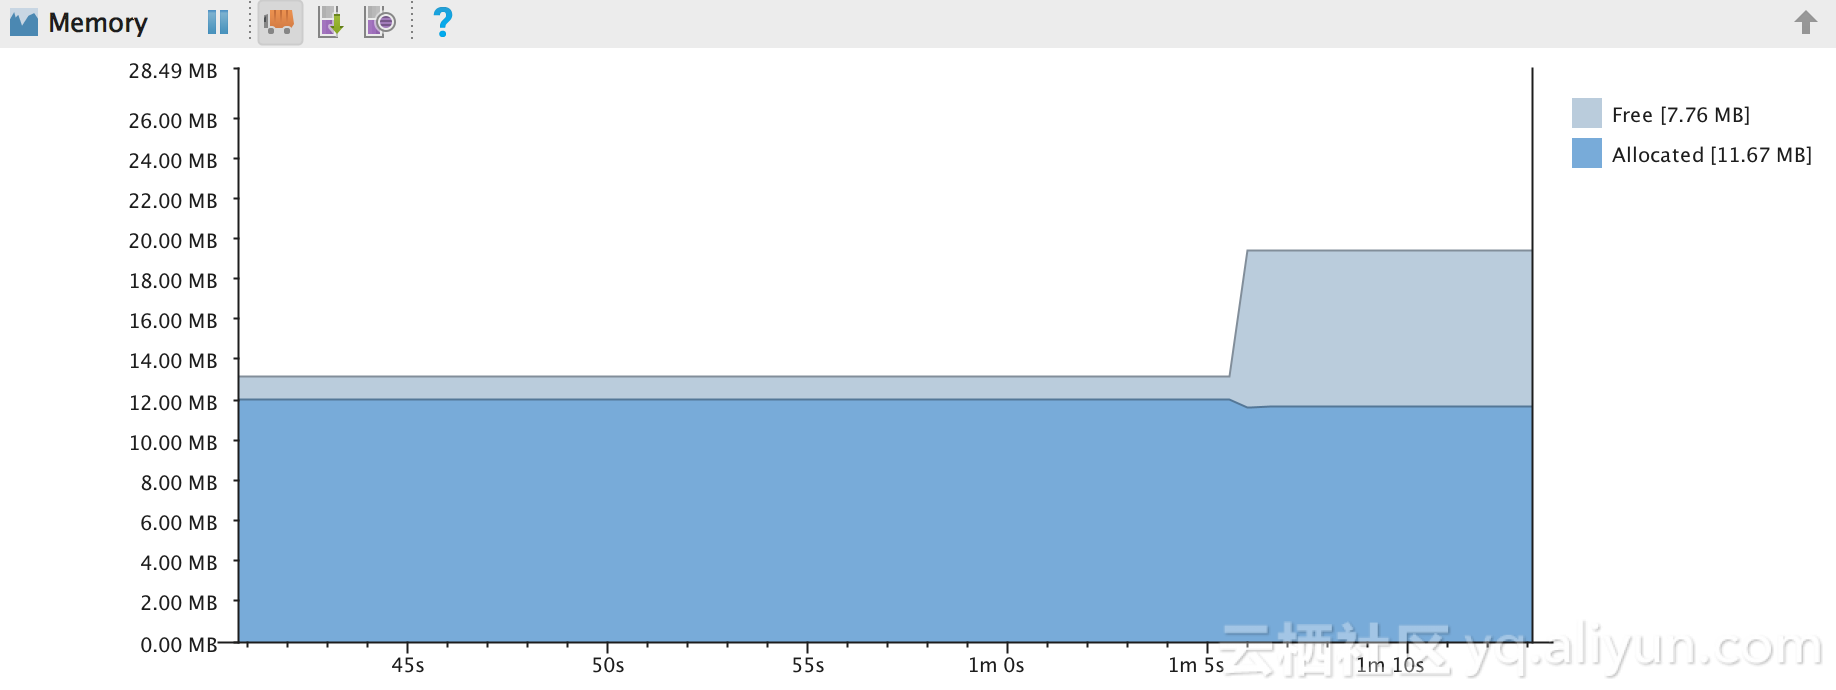 Memory
?
28.49 MB
26.00 MB
24.00 MB
22.00 MB
20.00 MB
18.00 MB
16.00 MB
14.00 MB
12.00 MB
10.00 MB
8.00 MB
6.00 MB
4.00 MB
2.00 MB
0.00 MB
Free [7.76 MB]
Allocated [11.67 MB]
45s 50s 55s 1m 0s 1m 5s 1m 10s
云栖社区 yq.aliyun.com